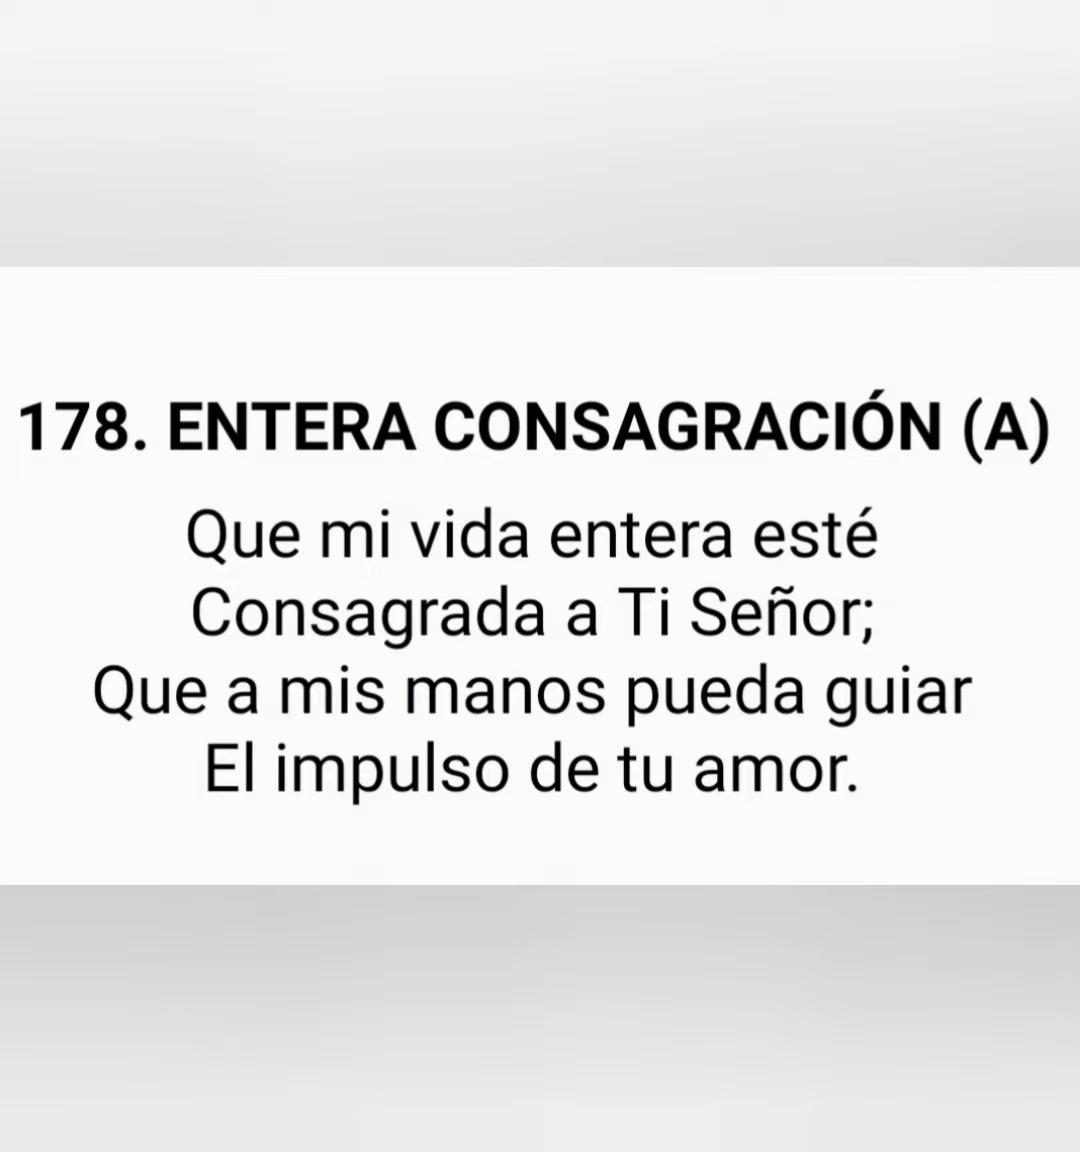 178. ENTERA CONSAGRACIÓN (A)
Que mi vida entera esté
Consagrada a Ti Señor;
Que a mis manos pueda guiar
El impulso de tu amor.